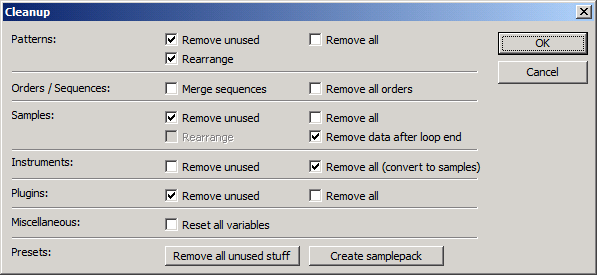 Cleanup
Patterns: Remove unused Remove all OK
Rearrange
Cancel
Orders / Sequences: Merge sequences Remove all orders
Samples: Remove unused Remove all
Rearrange Remove data after loop end
Instruments: Remove unused Remove all (convert to samples)
Plugins: Remove unused Remove all
Miscellaneous: Reset all variables
Presets: Remove all unused stuff Create samplepack